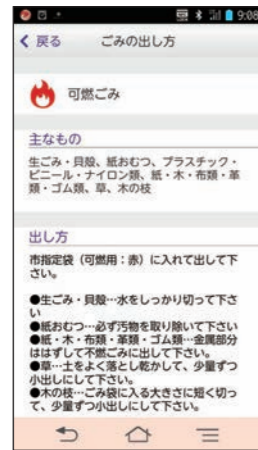 9:08
戻る ごみの出し方
可燃ごみ
主なもの
生ごみ・貝殻、紙おむつ、プラスチック・
ビニール・ナイロン類、紙・木・布類・革
類・ゴム類、草、木の枝
出し方
市指定袋（可燃用：赤）に入れて出して下
さい。
●生ごみ・貝殻…水をしっかり切って下さ
い
●紙おむつ…必ず汚物を取り除いて下さい
●紙・木・布類・革類・ゴム類…金属部分
ははずして不燃ごみに出して下さい。
●草…土をよく落とし乾かして、少量ずつ
小出しにして下さい。
●木の枝…ごみ袋に入る大きさに短く切っ
て、少量ずつ小出しにして下さい。